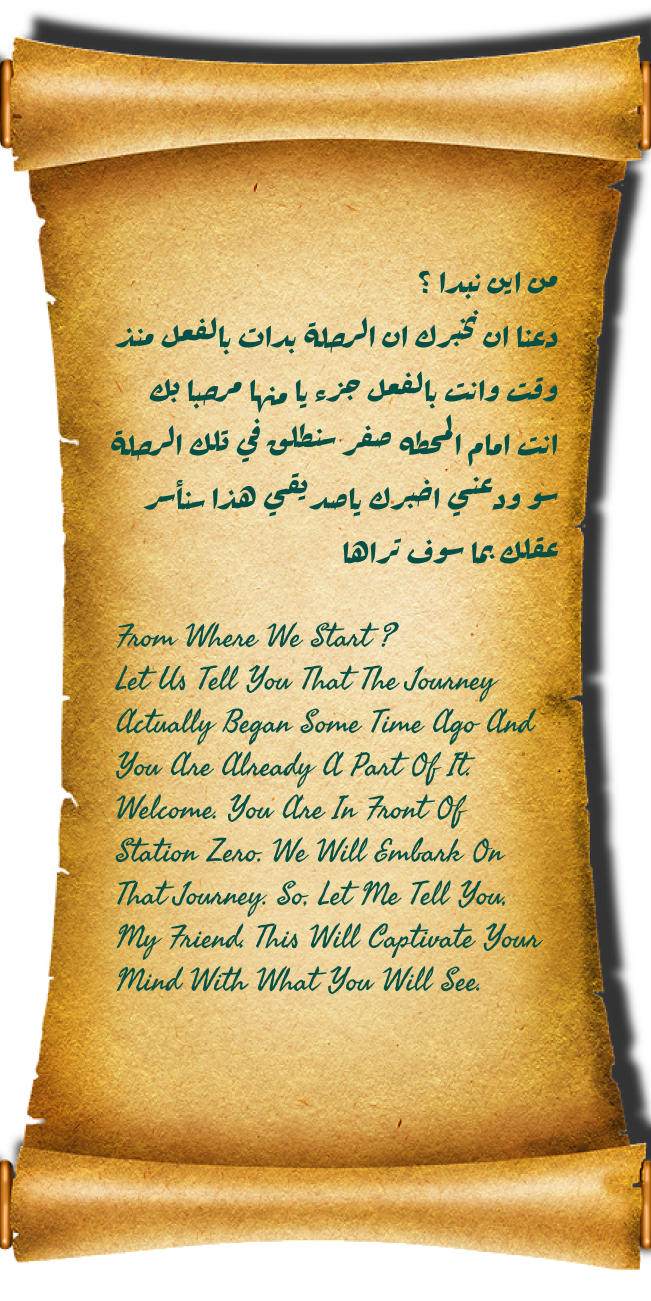 من اين نبدا ؟
دعنا ان نخبرك ان الرحلة بدات بالفعل منذ
وقت وانت بالفعل جزء يا منها مرحبا بك
انت امام المحطه صفر سنطلق في تلك الرحلة
سو ودعني اخبرك ياصديقي هذا سنأسر
عقلك بما سوف تراها
From Where We Start ?
Let Us Tell You That The Journey
Actually Began Some Time Ago And
You Are Already A Part Of It.
Welcome. You Are In Front Of
Station Zero. We Will Embark On
That Journey. So, Let Me Tell You,
My Friend, This Will Captivate Your
Mind With What You Will See.